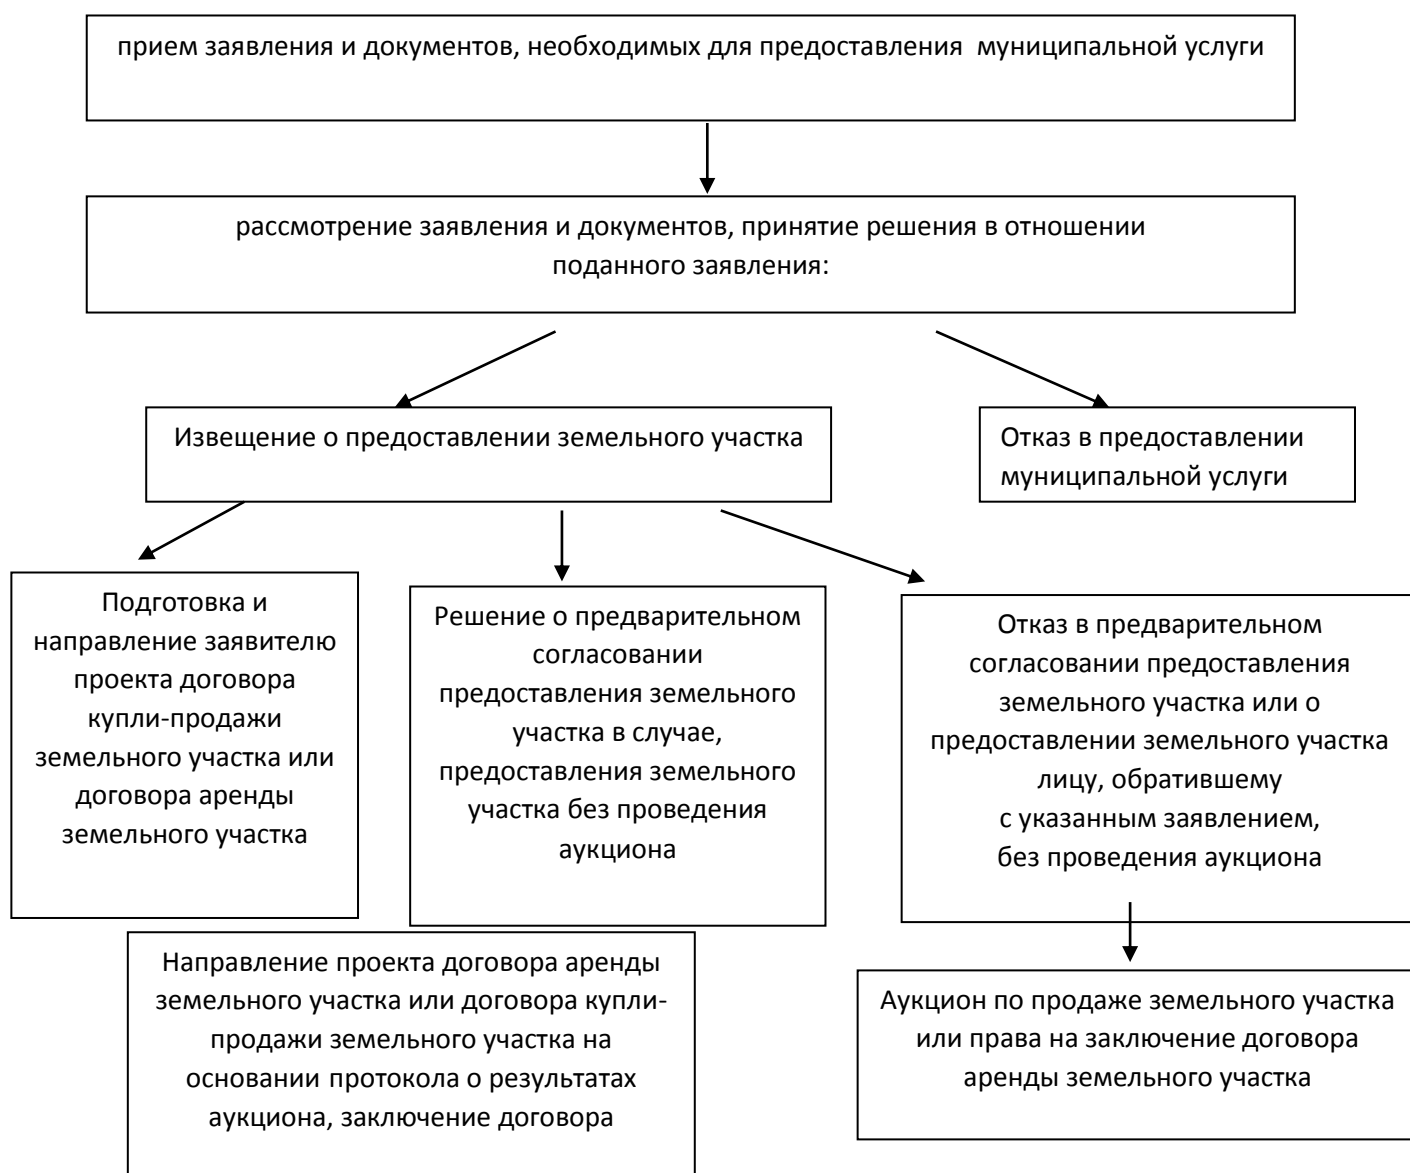 прием заявления и документов, необходимых для предоставления муниципальной услуги
рассмотрение заявления и документов, принятие решения в отношении
поданного заявления:
Извещение о предоставлении земельного участка
Отказ в предоставлении
муниципальной услуги
Подготовка и
направление заявителю
проекта договора
купли-продажи
земельного участка или
договора аренды
земельного участка
Решение о предварительном
согласовании
предоставления земельного
участка в случае,
предоставления земельного
участка без проведения
аукциона
Отказ в предварительном
согласовании предоставления
земельного участка или о
предоставлении земельного участка
лицу, обратившему
с указанным заявлением,
без проведения аукциона
Направление проекта договора аренды
земельного участка или договора купли-
продажи земельного участка на
основании протокола о результатах
аукциона, заключение договора
Аукцион по продаже земельного участка
или права на заключение договора
аренды земельного участка